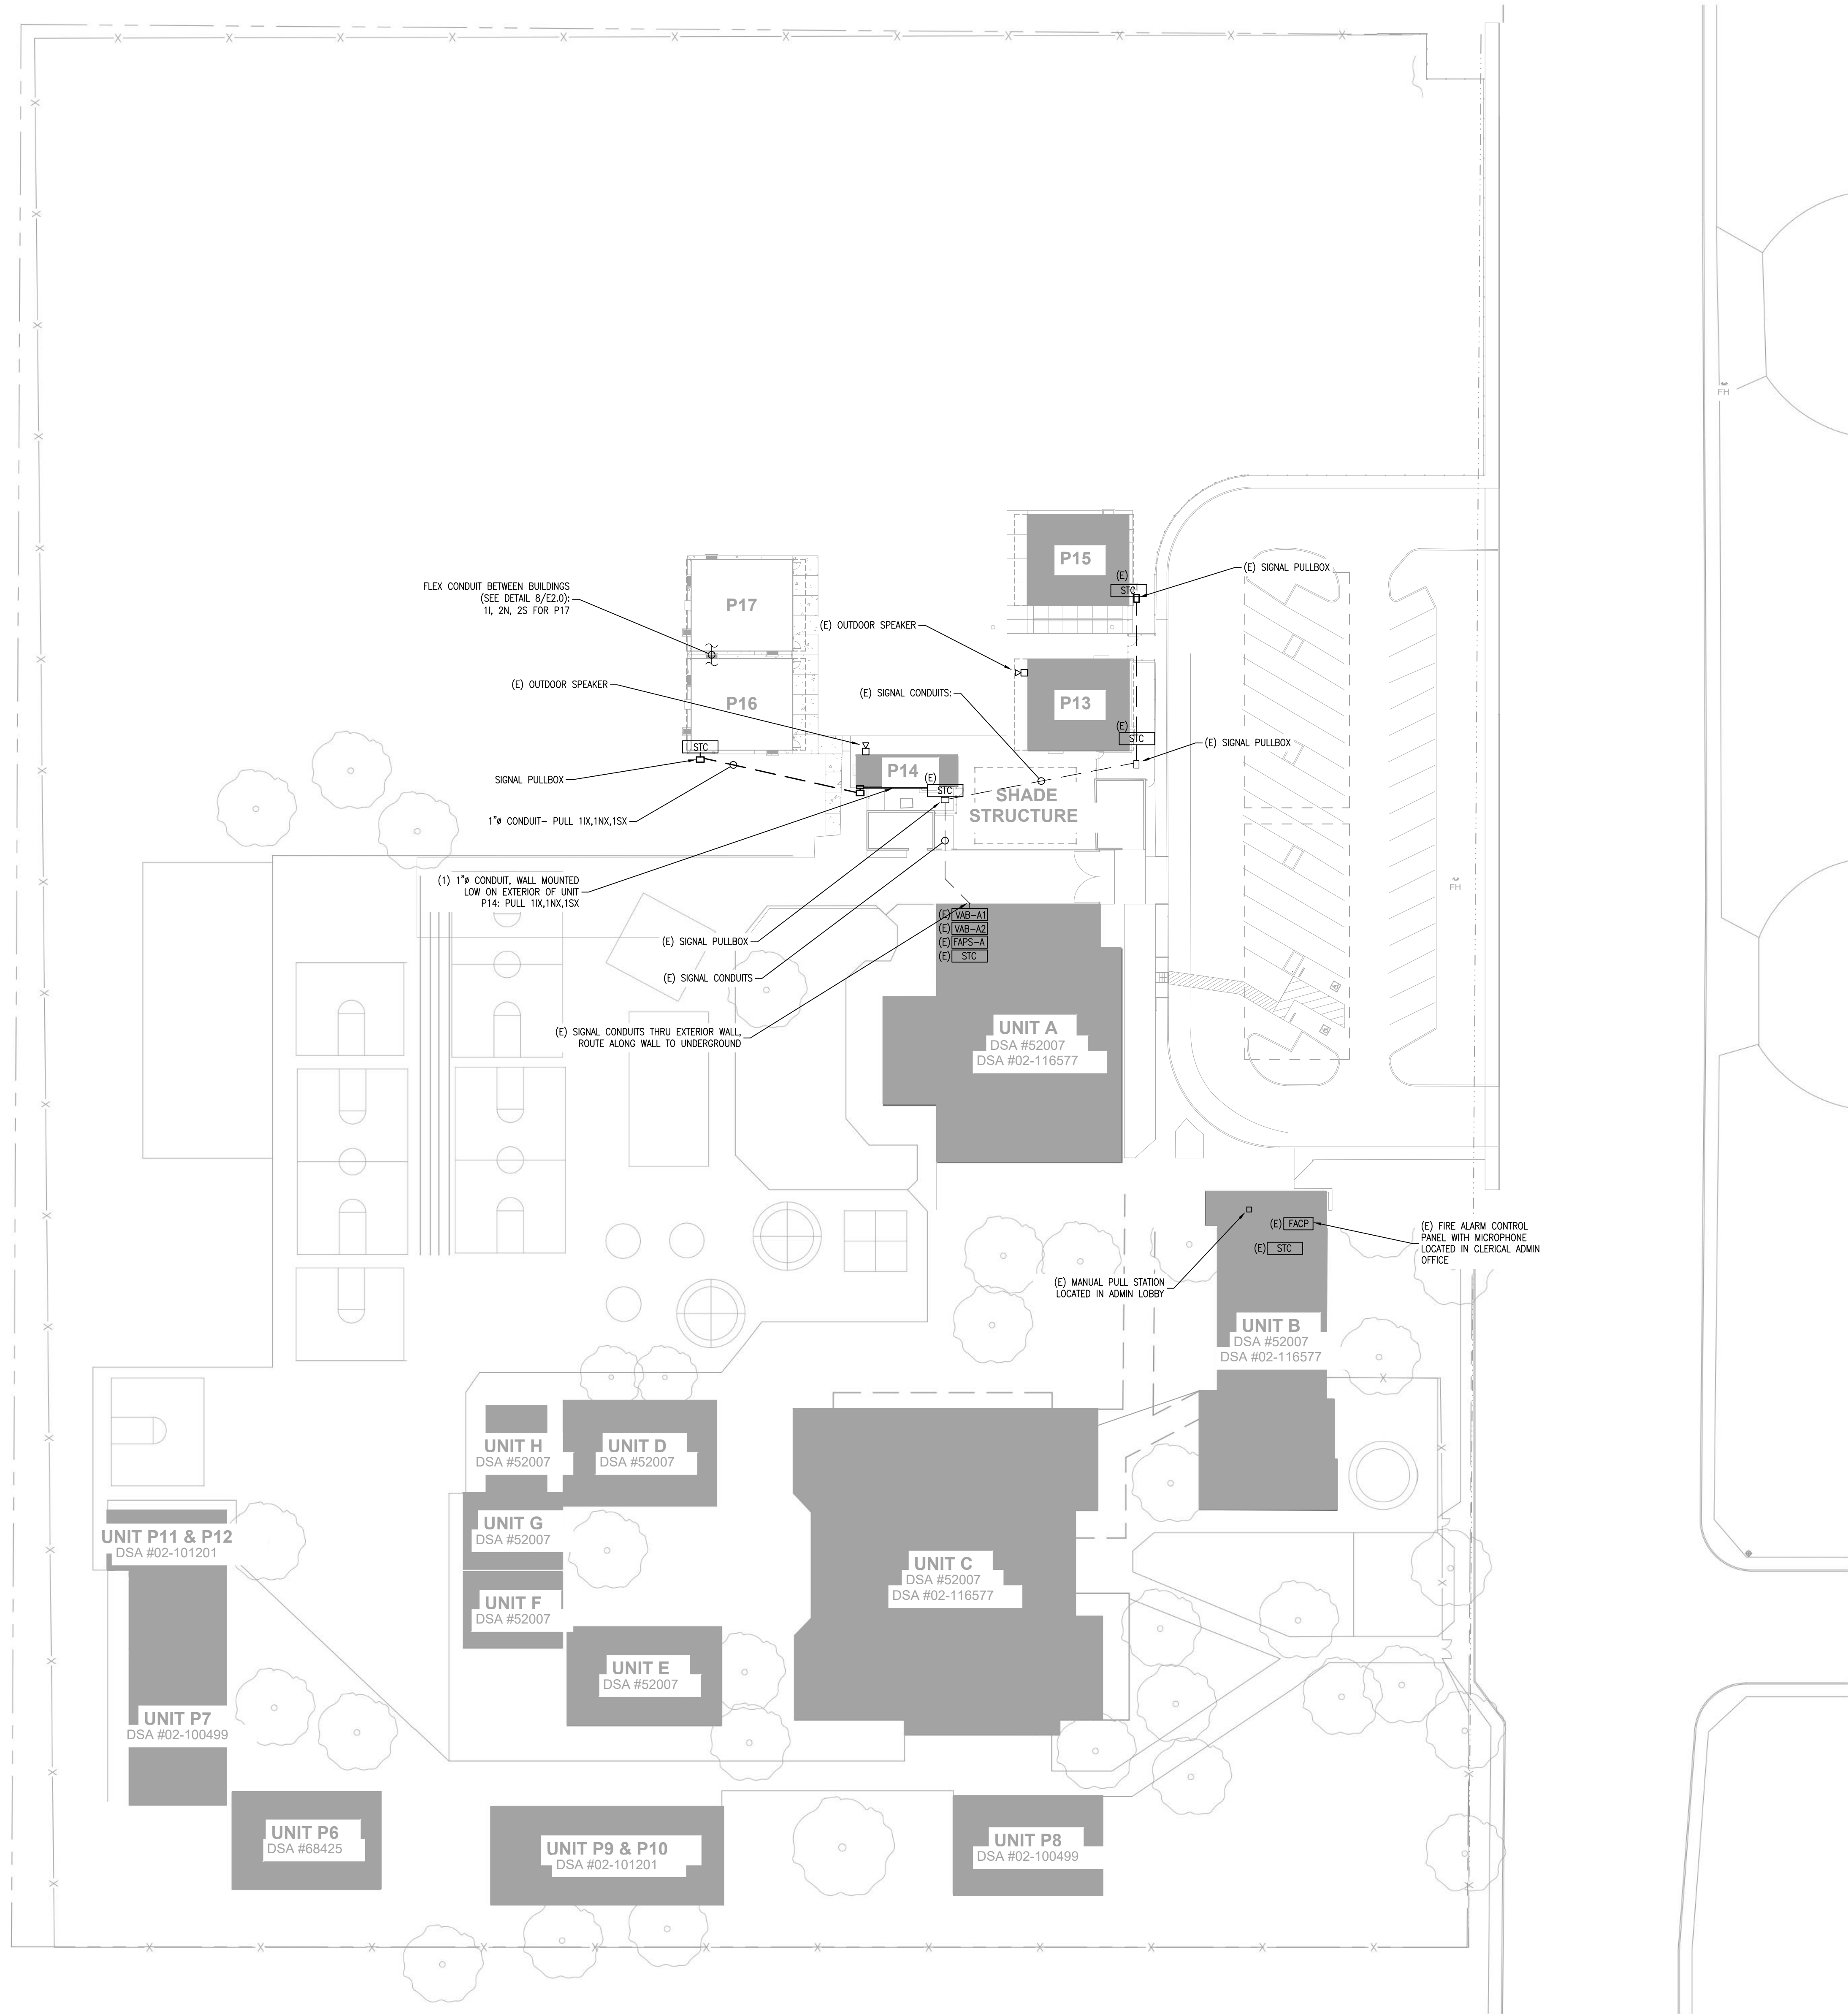 FH
P15
(E)
STC
(E) SIGNAL PULLBOX
FLEX CONDUIT BETWEEN BUILDINGS
(SEE DETAIL 8/E2.0):
1I, 2N, 2S FOR P17
P17
(E) OUTDOOR SPEAKER
(E) OUTDOOR SPEAKER
P16
(E) SIGNAL CONDUITS:
P13
(E)
STC
(E) SIGNAL PULLBOX
STC
SIGNAL PULLBOX
P14
(E)
STC
SHADE
STRUCTURE
1"ø CONDUIT- PULL 1IX,1NX,1SX
(1) 1"ø CONDUIT, WALL MOUNTED
LOW ON EXTERIOR OF UNIT
P14: PULL 1IX,1NX,1SX
FH
(E) SIGNAL PULLBOX
(E) VAB-A1
(E) VAB-A2
(E) FAPS-A
(E) STC
(E) SIGNAL CONDUITS
(E) SIGNAL CONDUITS THRU EXTERIOR WALL,
ROUTE ALONG WALL TO UNDERGROUND
UNIT A
DSA #52007
DSA #02-116577
(E) FACP
(E) STC
(E) FIRE ALARM CONTROL
PANEL WITH MICROPHONE
LOCATED IN CLERICAL ADMIN
OFFICE
(E) MANUAL PULL STATION
LOCATED IN ADMIN LOBBY
UNIT B
DSA #52007
DSA #02-116577
UNIT H
DSA #52007
UNIT D
DSA #52007
UNIT G
DSA #52007
UNIT P11 & P12
DSA #02-101201
UNIT C
DSA #52007
DSA #02-116577
UNIT F
DSA #52007
UNIT E
DSA #52007
UNIT P7
DSA #02-100499
UNIT P6
DSA #68425
UNIT P9 & P10
DSA #02-101201
UNIT P8
DSA #02-100499